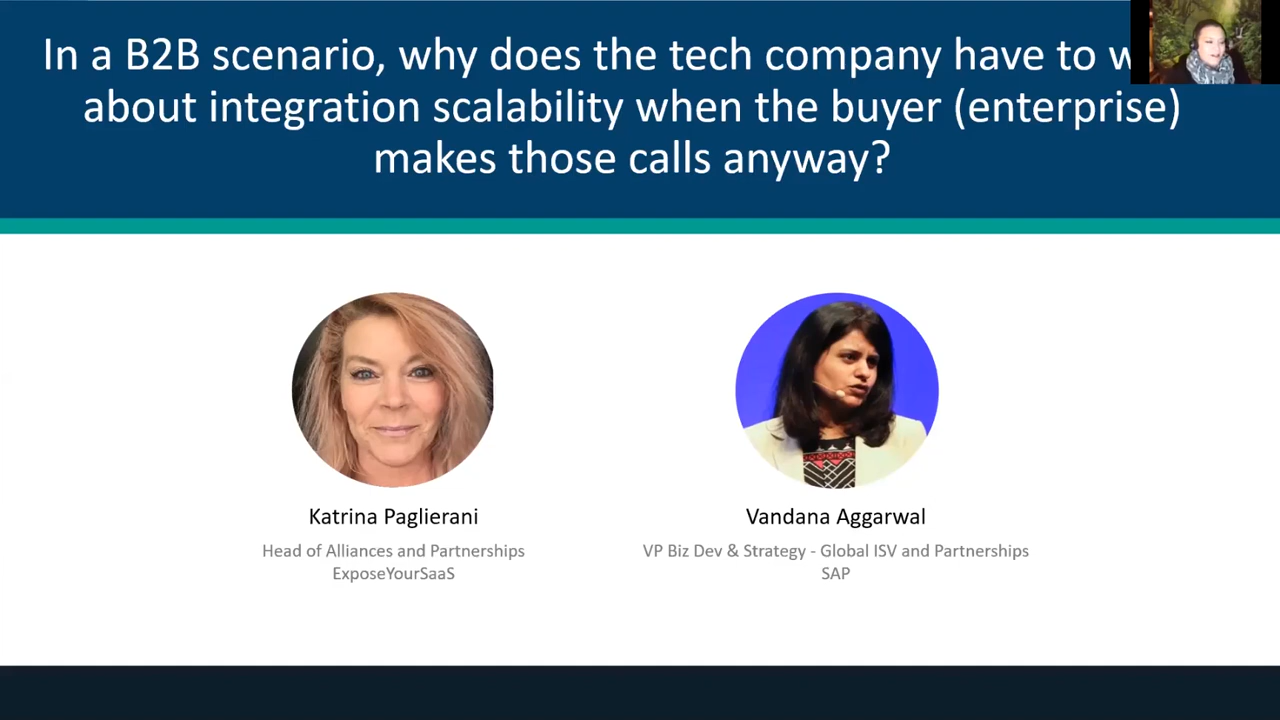 In a B2B scenario, why does the tech company have to
about integration scalability when the buyer (enterprise)
makes those calls anyway?
Katrina Paglierani
Head of Alliances and Partnerships
ExposeYourSaaS
Vandana Aggarwal
VP Biz Dev & Strategy - Global ISV and Partnerships
SAP